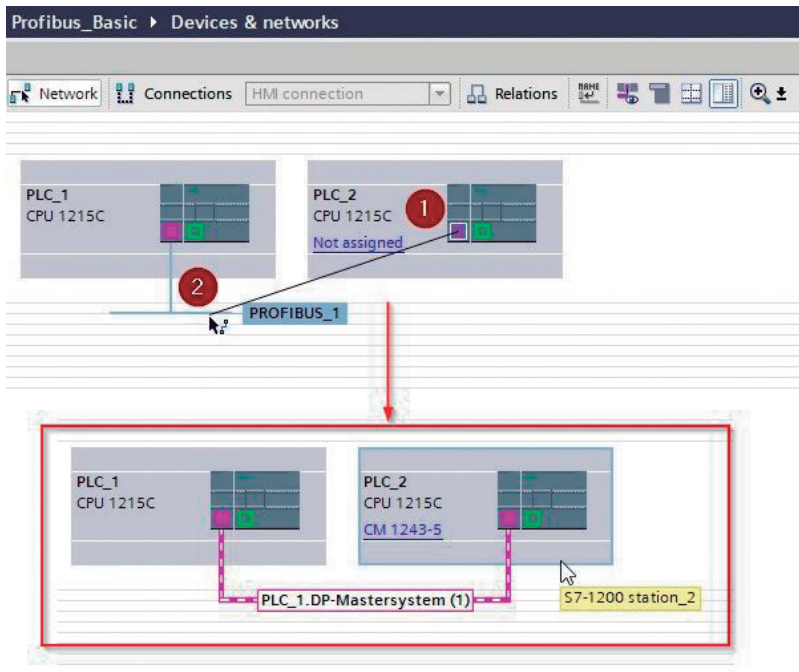 Profibus_Basic ▸ Devices & networks
Network Connections HMI connection Relations
PLC_1
CPU 1215C
PLC_2
CPU 1215C
Not assigned
1
2
PROFIBUS_1
PLC_1
CPU 1215C
PLC_2
CPU 1215C
CM 1243-5
PLC_1.DP-Mastersystem (1)
S7-1200 station_2